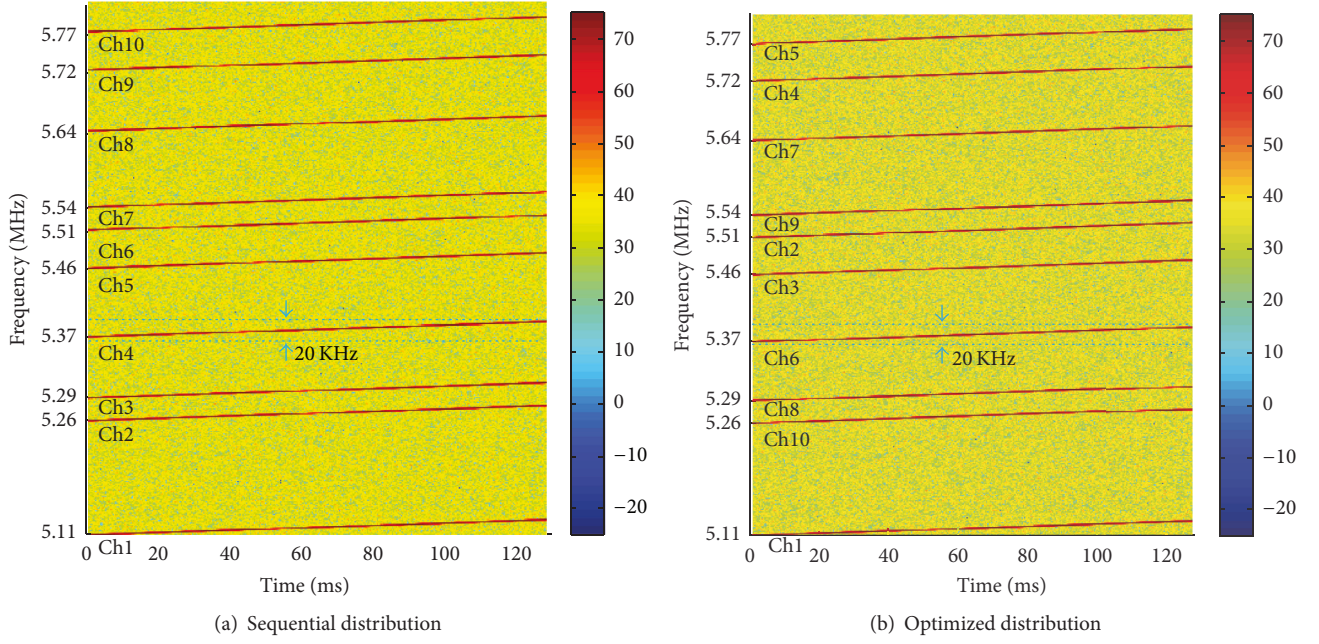 Frequency (MHz)
5.77
5.72
5.64
5.54
5.51
5.46
5.37
5.29
5.26
5.11
Ch10
Ch9
Ch8
Ch7
Ch6
Ch5
Ch4
20 KHz
Ch3
Ch2
Ch1
0 20 40 60 80 100 120
Time (ms)
70
60
50
40
30
20
10
0
−10
−20
(a) Sequential distribution
Frequency (MHz)
5.77
5.72
5.64
5.54
5.51
5.46
5.37
5.29
5.26
5.11
Ch5
Ch4
Ch7
Ch9
Ch2
Ch3
Ch6
20 KHz
Ch8
Ch10
Ch1
0 20 40 60 80 100 120
Time (ms)
70
60
50
40
30
20
10
0
−10
−20
(b) Optimized distribution